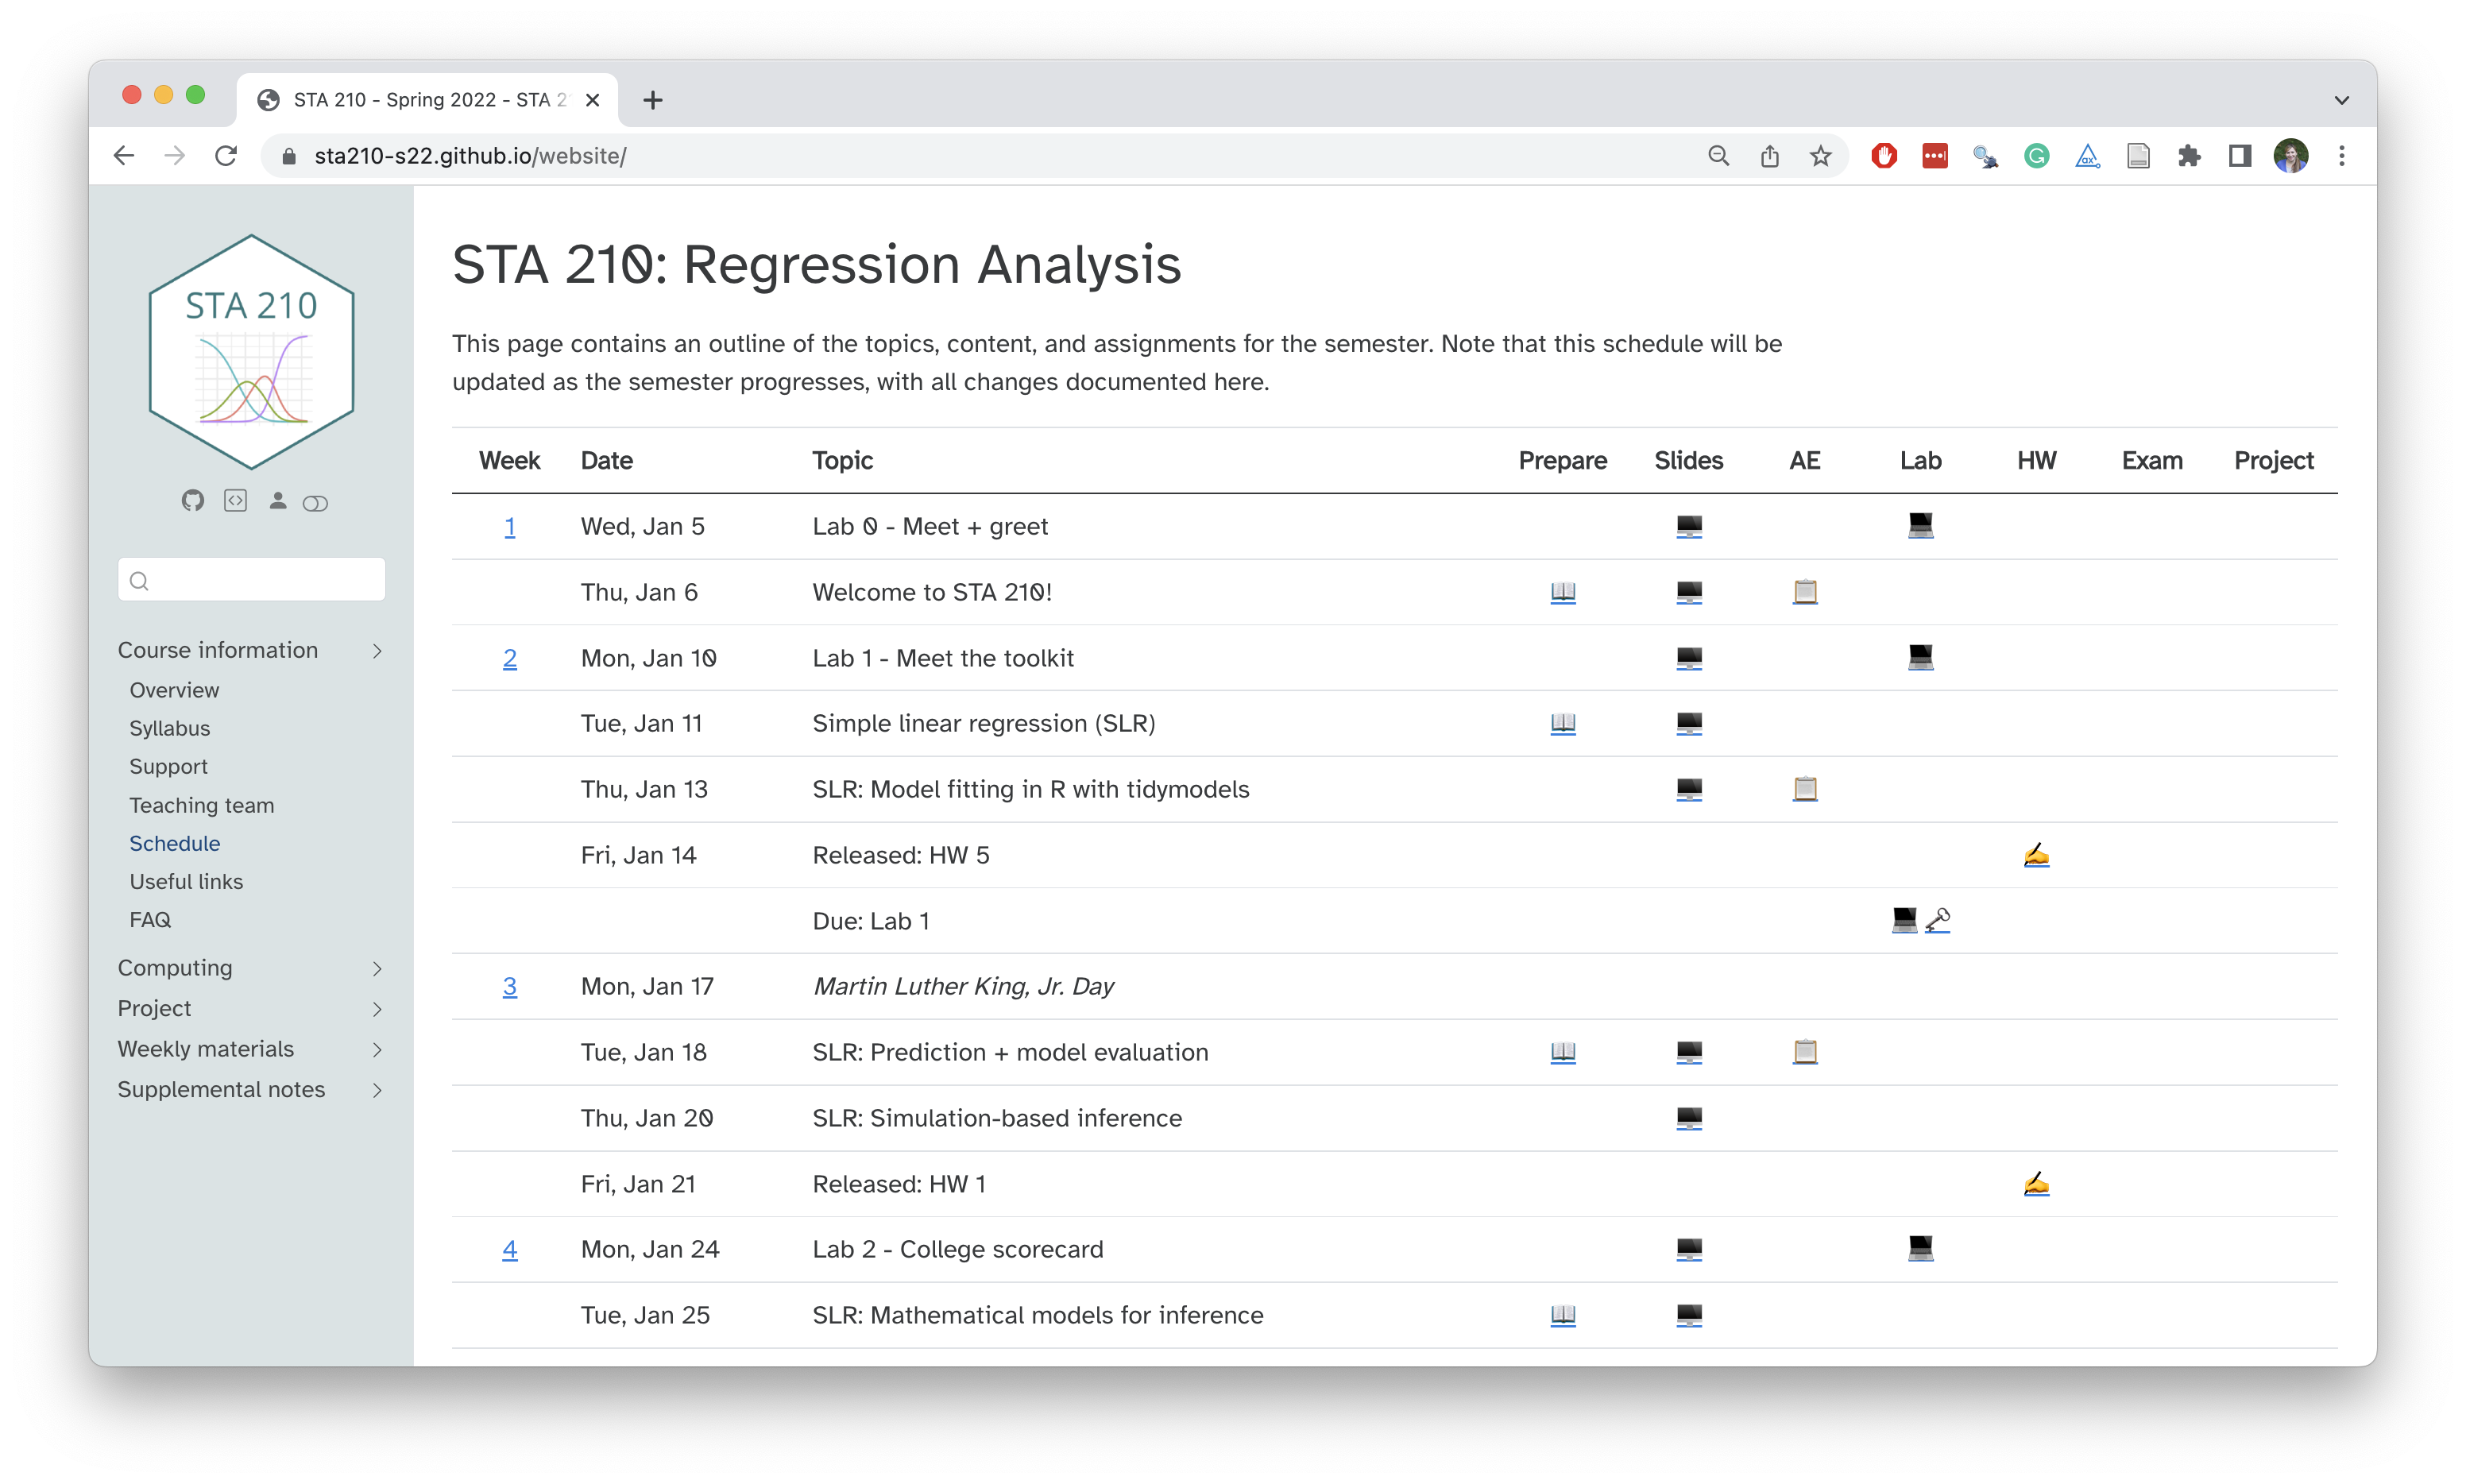 STA 210 - Spring 2022 - STA 2
sta210-s22.github.io/website/
STA 210
Course information
Overview
Syllabus
Support
Teaching team
Schedule
Useful links
FAQ
Computing
Project
Weekly materials
Supplemental notes
STA 210: Regression Analysis
This page contains an outline of the topics, content, and assignments for the semester. Note that this schedule will be
updated as the semester progresses, with all changes documented here.
Week Date Topic Prepare Slides AE Lab HW Exam Project
1 Wed, Jan 5 Lab 0 - Meet + greet
Thu, Jan 6 Welcome to STA 210!
2 Mon, Jan 10 Lab 1 - Meet the toolkit
Tue, Jan 11 Simple linear regression (SLR)
Thu, Jan 13 SLR: Model fitting in R with tidymodels
Fri, Jan 14 Released: HW 5
Due: Lab 1
3 Mon, Jan 17 Martin Luther King, Jr. Day
Tue, Jan 18 SLR: Prediction + model evaluation
Thu, Jan 20 SLR: Simulation-based inference
Fri, Jan 21 Released: HW 1
4 Mon, Jan 24 Lab 2 - College scorecard
Tue, Jan 25 SLR: Mathematical models for inference